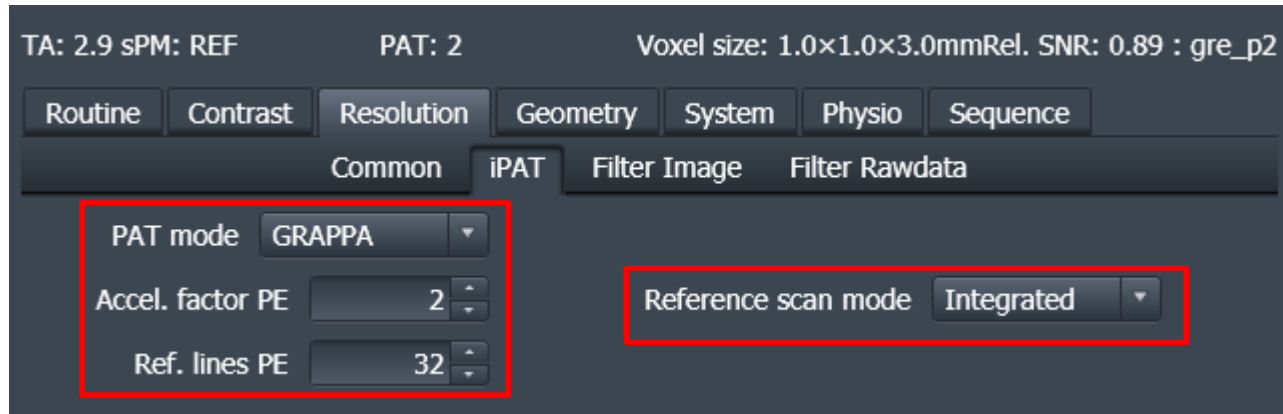 TA: 2.9 sPM: REF PAT: 2 Voxel size: 1.0×1.0×3.0mmRel. SNR: 0.89 : gre_p2
Routine Contrast Resolution Geometry System Physio Sequence
Common iPAT Filter Image Filter Rawdata
PAT mode GRAPPA
Accel. factor PE 2 Reference scan mode Integrated
Ref. lines PE 32